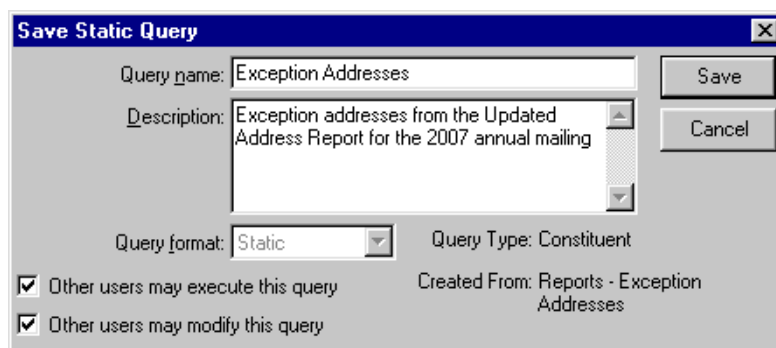 Save Static Query
Query name: Exception Addresses
Save
Description: Exception addresses from the Updated
Address Report for the 2007 annual mailing
Cancel
Query format: Static
Query Type: Constituent
Other users may execute this query
Created From: Reports - Exception
Addresses
Other users may modify this query